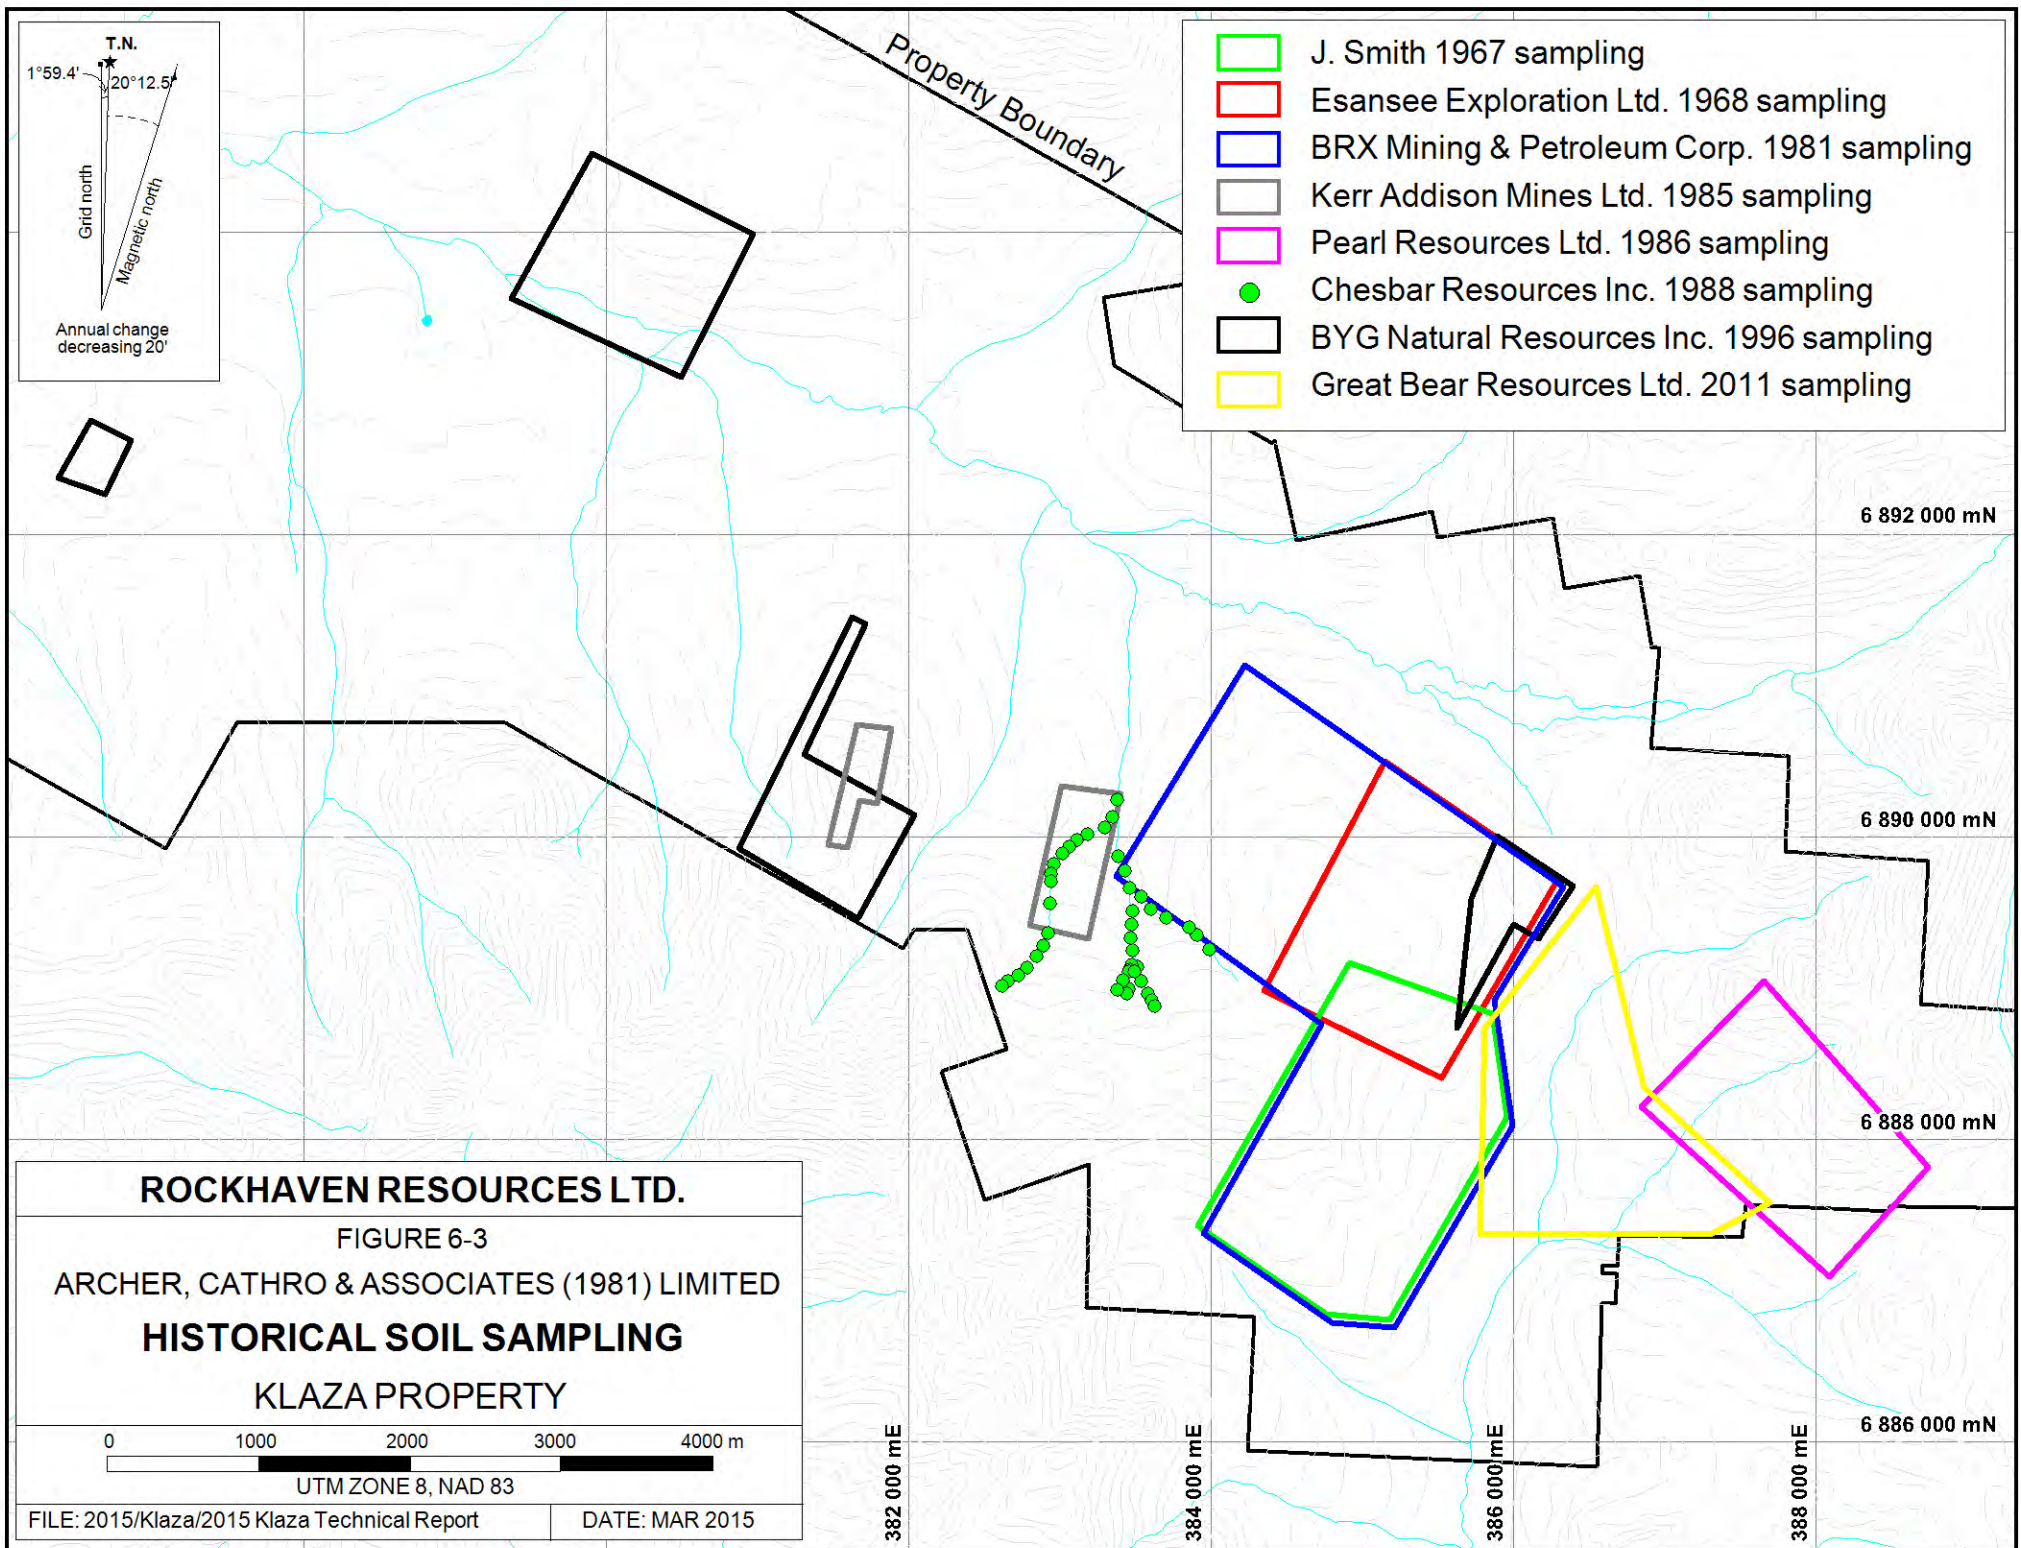 T.N.
1°59.4'
20°12.5'
Grid north
Magnetic north
Annual change
decreasing 20'
Property Boundary
J. Smith 1967 sampling
Esansee Exploration Ltd. 1968 sampling
BRX Mining & Petroleum Corp. 1981 sampling
Kerr Addison Mines Ltd. 1985 sampling
Pearl Resources Ltd. 1986 sampling
Chesbar Resources Inc. 1988 sampling
BYG Natural Resources Inc. 1996 sampling
Great Bear Resources Ltd. 2011 sampling
6 892 000 mN
6 890 000 mN
6 888 000 mN
6 886 000 mN
382 000 mE
384 000 mE
386 000 mE
388 000 mE
ROCKHAVEN RESOURCES LTD.
FIGURE 6-3
ARCHER, CATHRO & ASSOCIATES (1981) LIMITED
HISTORICAL SOIL SAMPLING
KLAZA PROPERTY
0 1000 2000 3000 4000 m
UTM ZONE 8, NAD 83
FILE: 2015/Klaza/2015 Klaza Technical Report
DATE: MAR 2015